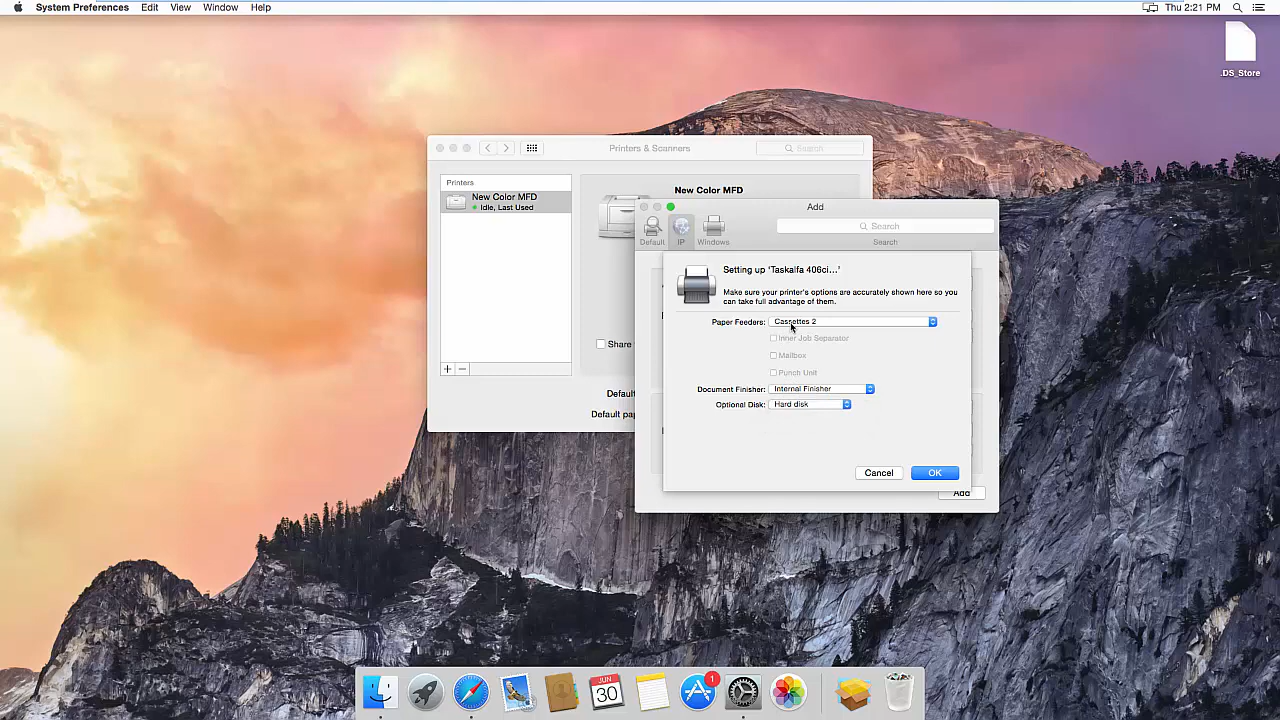 System Preferences Edit View Window Help
Thu 2:21 PM
.DS_Store
Printers & Scanners
Search
Printers
New Color MFD
Idle, Last Used
New Color MFD
Add
Default
IP
Windows
Search
Search
Setting up 'Taskalfa 406ci...'
Make sure your printer's options are accurately shown here so you
can take full advantage of them.
Paper Feeders: Cassettes 2
Inner Job Separator
Mailbox
Punch Unit
Document Finisher: Internal Finisher
Optional Disk: Hard disk
Cancel
OK
Add
+ −
Share
Default
Default pap
JUN
30
1